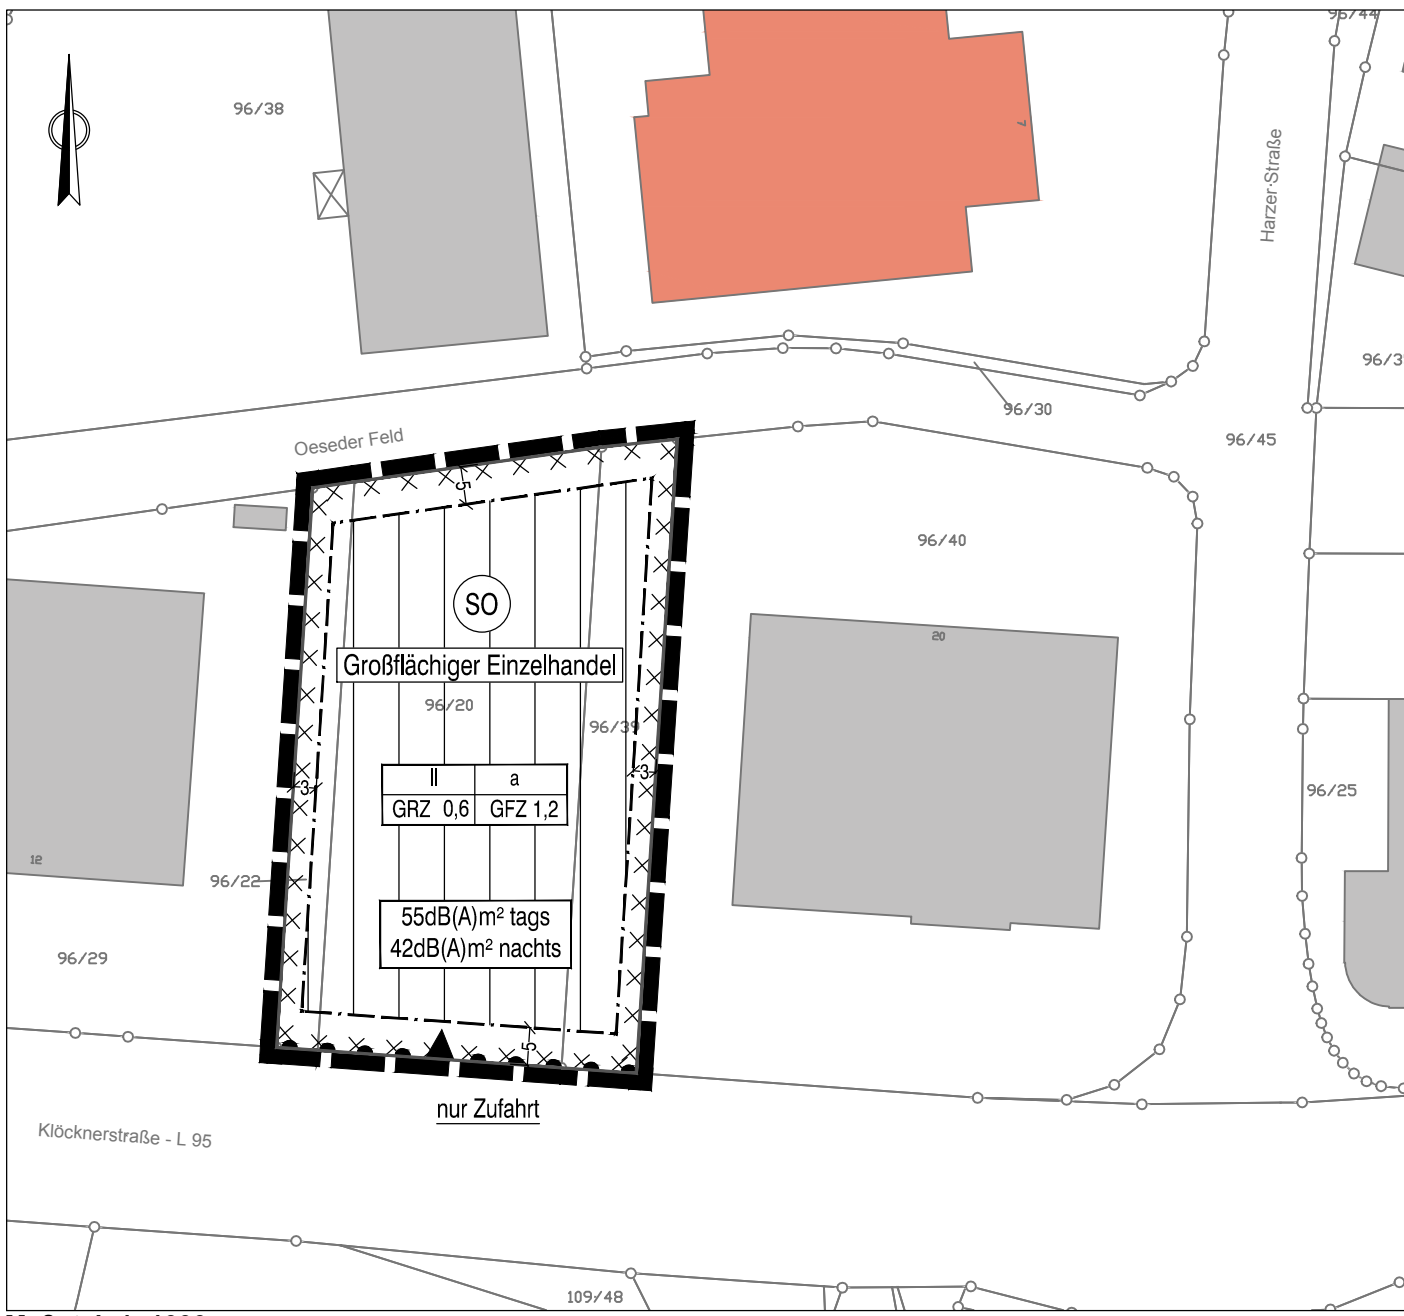 96/44
96/38
7
Harzer-Straße
96/30
96/45
Oeseder Feld
5
96/40
SO
20
Großflächiger Einzelhandel
96/20
96/39
3
3
II a
GRZ 0,6 GFZ 1,2
96/25
12
96/22
55dB(A)m² tags
42dB(A)m² nachts
96/29
5
nur Zufahrt
Klöcknerstraße - L 95
109/48